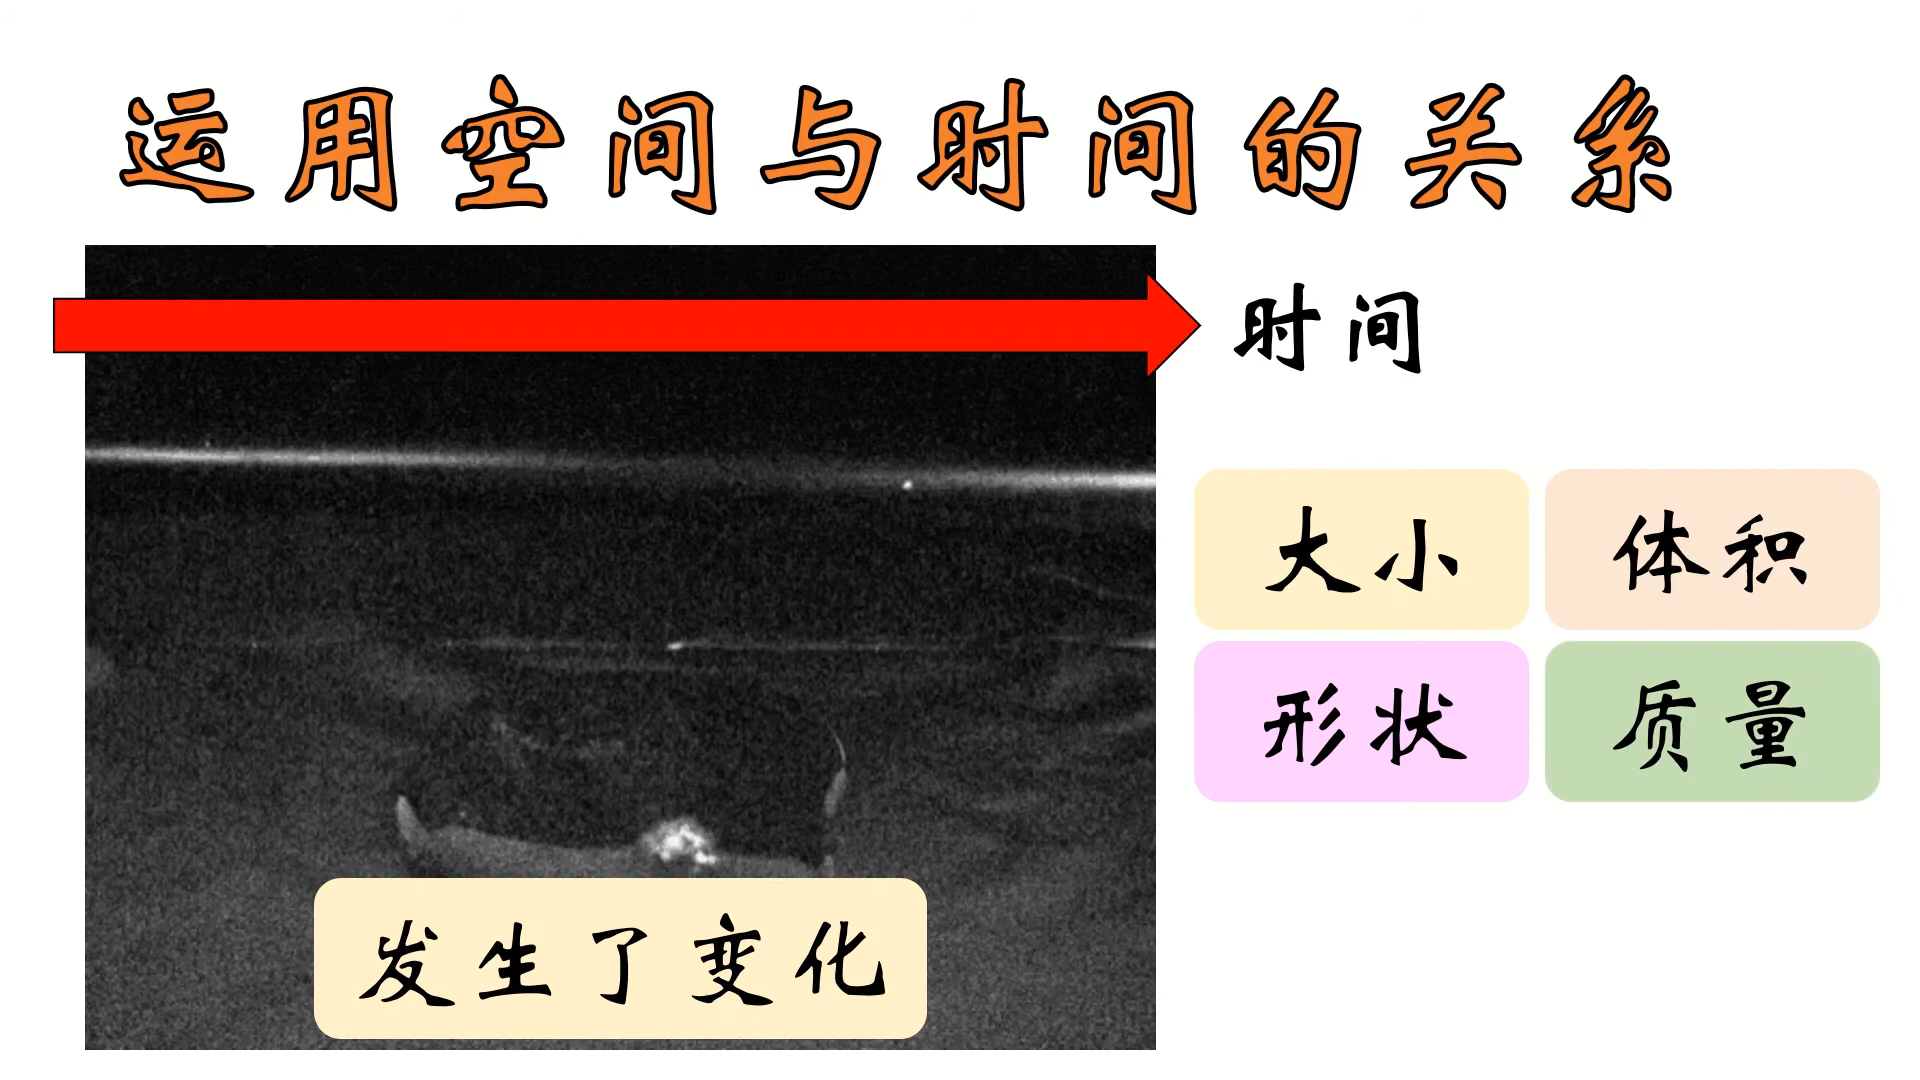 运用空间与时间的关系
时间
大小
体积
形状
质量
发生了变化